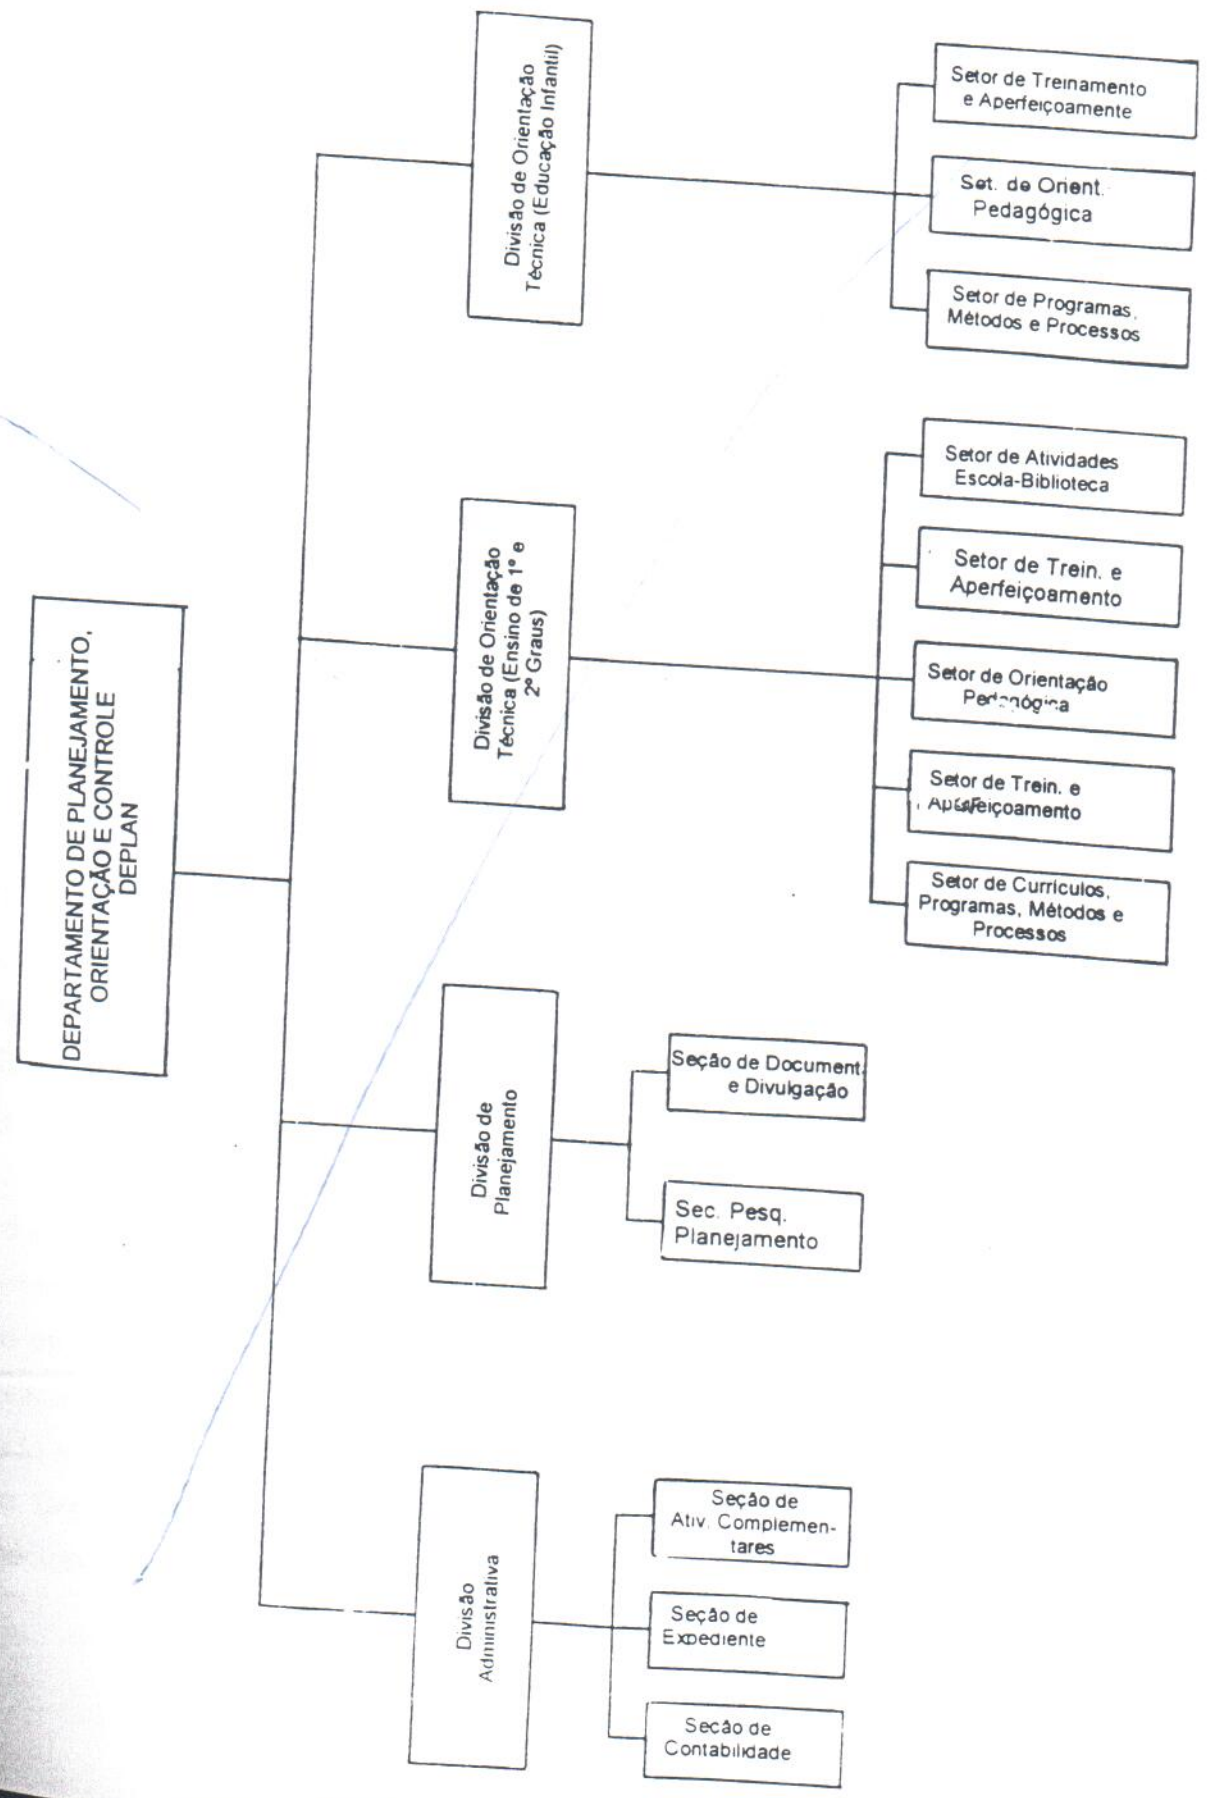 DEPARTAMENTO DE PLANEJAMENTO,
ORIENTAÇÃO E CONTROLE
DEPLAN
Divisão
Administrativa
Divisão de
Planejamento
Divisão de Orientação
Técnica (Ensino de 1º e
2º Graus)
Divisão de Orientação
Técnica (Educação Infantil)
Seção de
Contabilidade
Seção de
Expediente
Seção de
Ativ. Complemen-
tares
Sec. Pesq.
Planejamento
Seção de Document.
e Divulgação
Setor de Currículos,
Programas, Métodos e
Processos
Setor de Trein. e
Aperfeiçoamento
Setor de Orientação
Pedagógica
Setor de Trein. e
Aperfeiçoamento
Setor de Atividades
Escola-Biblioteca
Setor de Programas,
Métodos e Processos
Set. de Orient.
Pedagógica
Setor de Treinamento
e Aperfeiçoamente